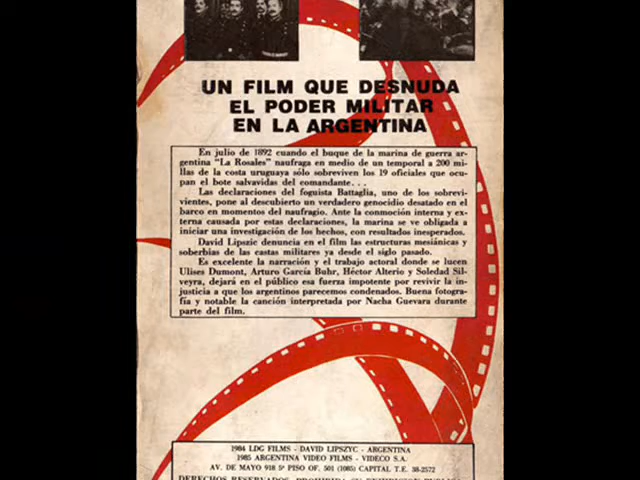 UN FILM QUE DESNUDA
EL PODER MILITAR
EN LA ARGENTINA
En julio de 1892 cuando el buque de la marina de guerra ar-
gentina "La Rosales" naufraga en medio de un temporal a 200 mi-
llas de la costa uruguaya sólo sobreviven los 19 oficiales que ocu-
pan el bote salvavidas del comandante...
Las declaraciones del foguista Battaglia, uno de los sobrevi-
vientes, pone al descubierto un verdadero genocidio desatado en el
barco en momentos del naufragio. Ante la conmoción interna y ex-
terna causada por estas declaraciones, la marina se ve obligada a
iniciar una investigación de los hechos, con resultados inesperados.
David Lipszic denuncia en el film las estructuras mesiánicas y
soberbias de las castas militares ya desde el siglo pasado.
Es excelente la narración y el trabajo actoral donde se lucen
Ulises Dumont, Arturo García Buhr, Héctor Alterio y Soledad Sil-
veyra, dejará en el público esa fuerza impotente por revivir la in-
justicia a que los argentinos parecemos condenados. Buena fotogra-
fía y notable la canción interpretada por Nacha Guevara durante
parte del film.
1984 LDG FILMS - DAVID LIPSZYC - ARGENTINA
1985 ARGENTINA VIDEO FILMS - VIDECO S.A.
AV. DE MAYO 918 5º PISO OF. 501 (1085) CAPITAL T.E. 38-2572
DERECHOS RESERVADOS. PROHIBIDA SU EXHIBICION PUBLICA